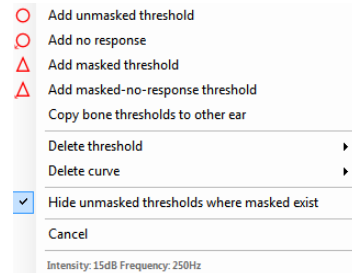 Add unmasked threshold
Add no response
Add masked threshold
Add masked-no-response threshold
Copy bone thresholds to other ear
Delete threshold
Delete curve
Hide unmasked thresholds where masked exist
Cancel
Intensity: 15dB Frequency: 250Hz